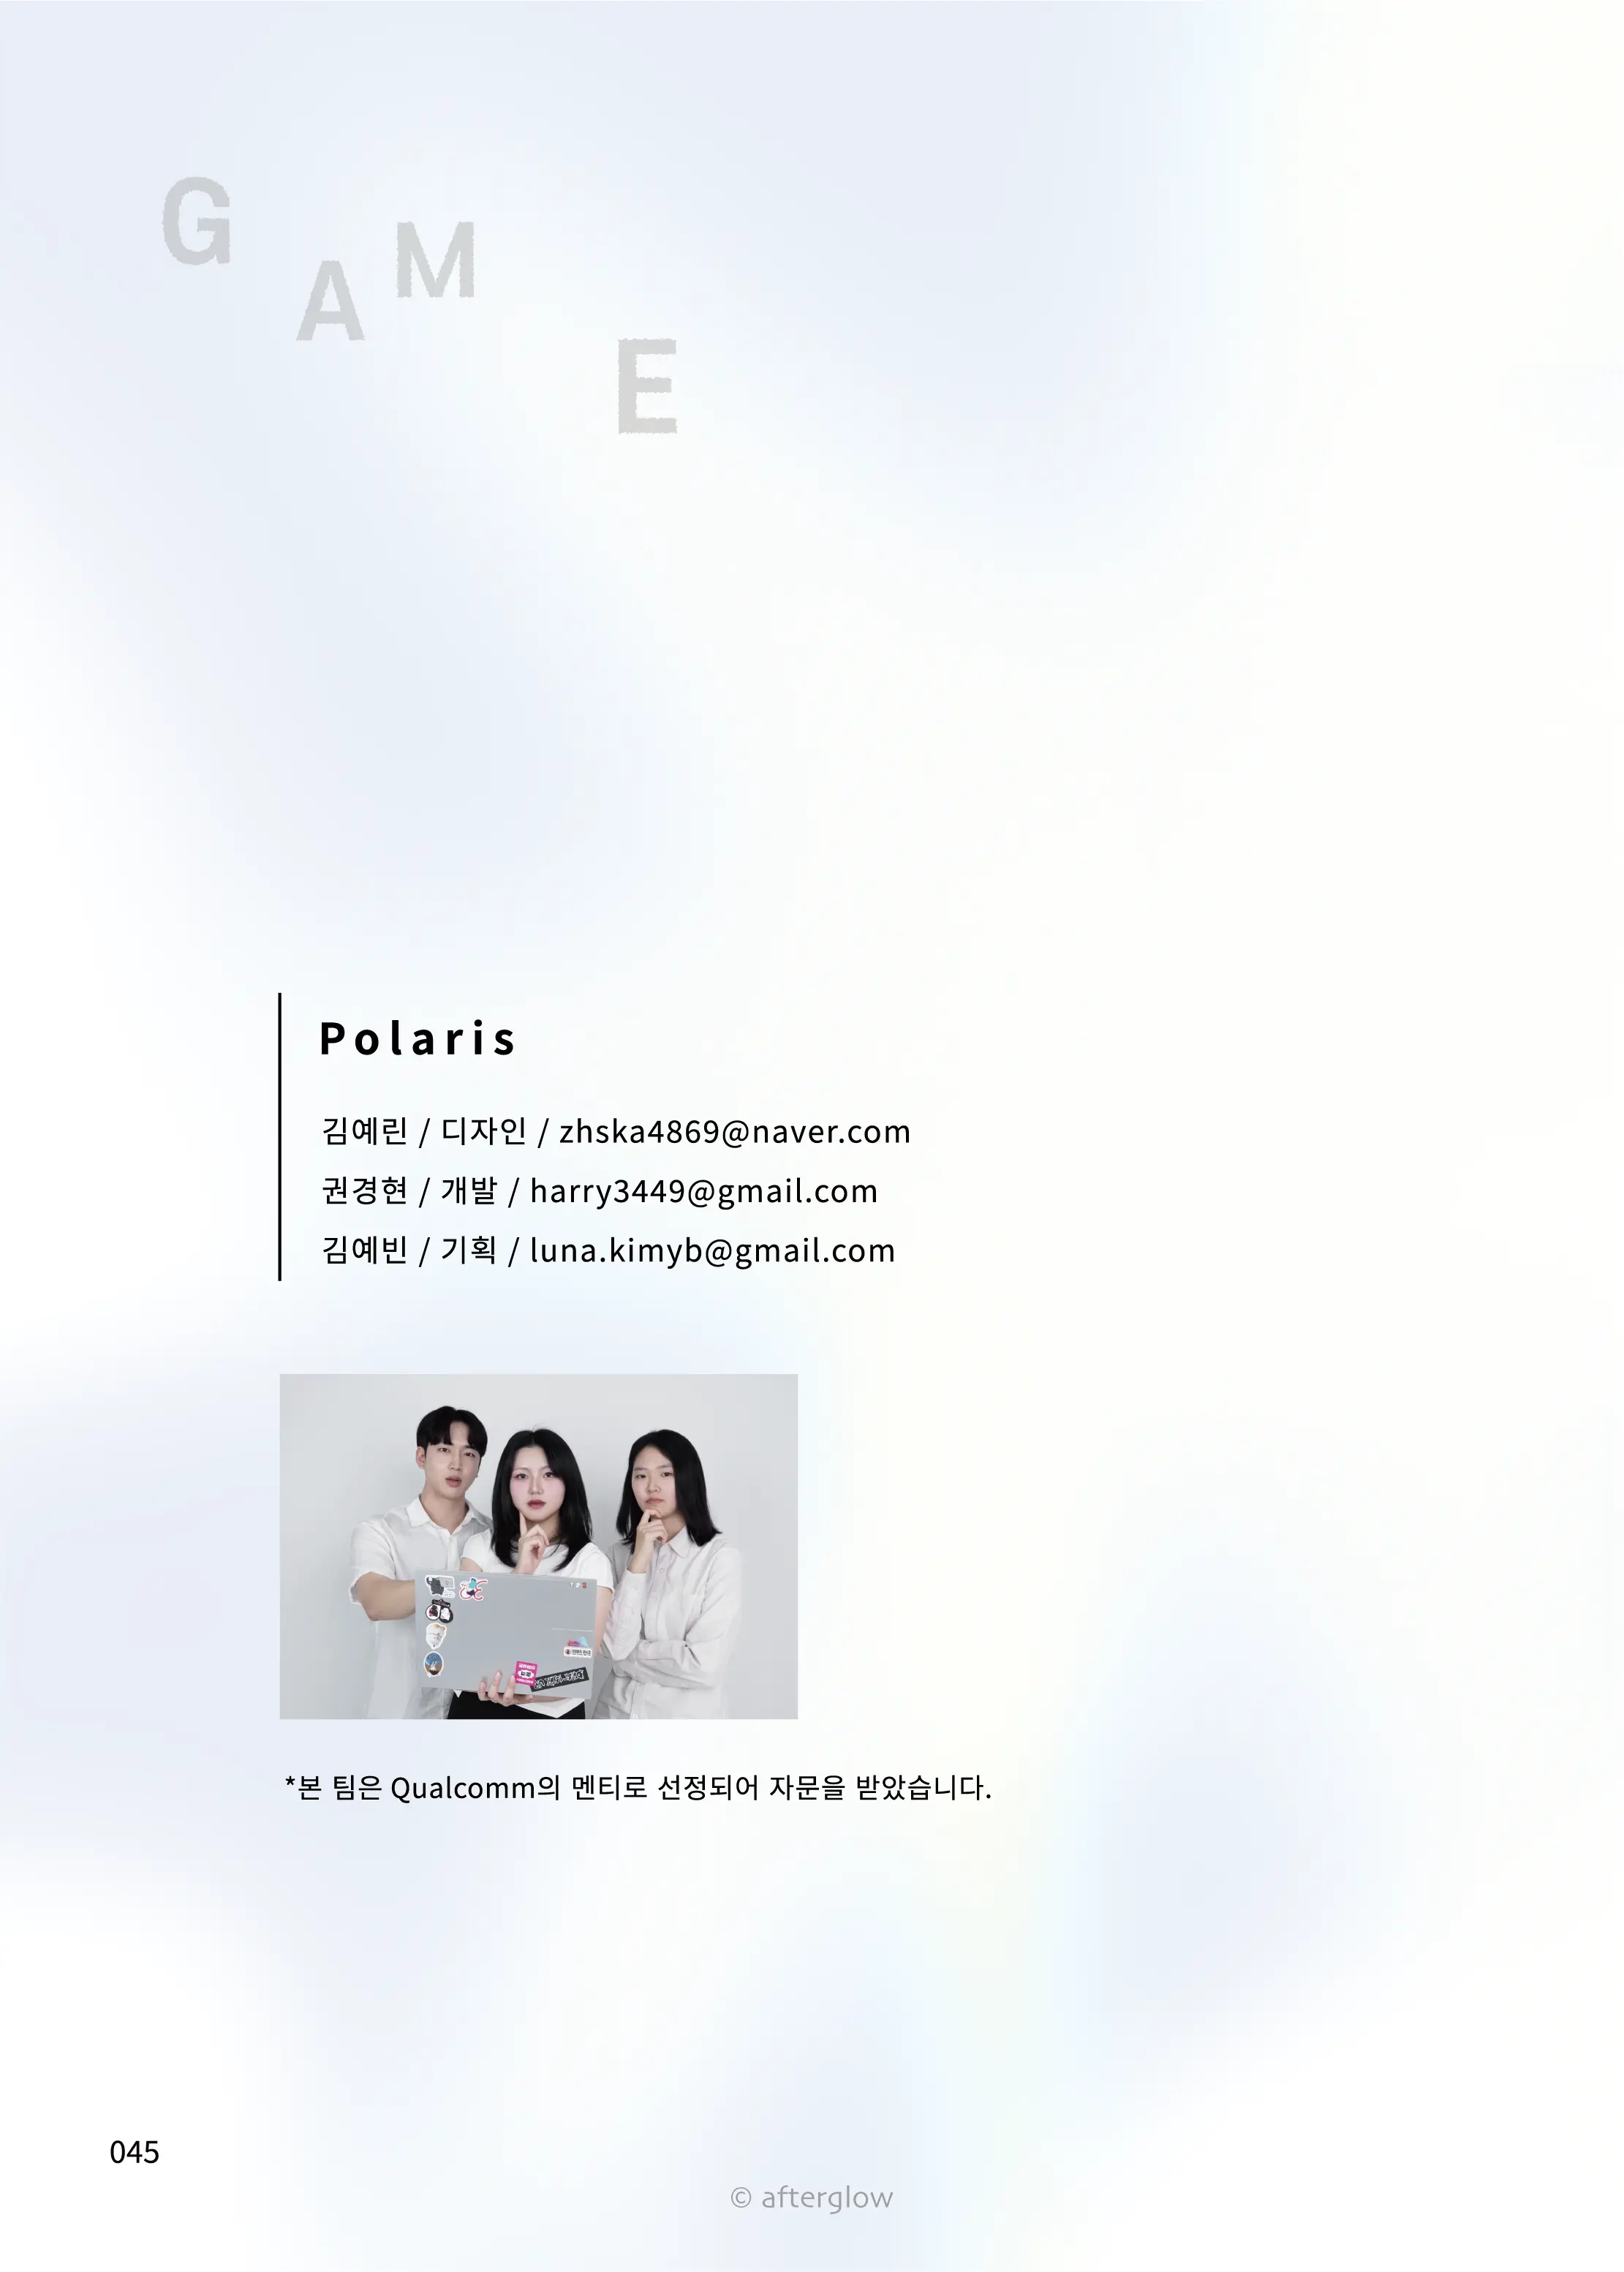 GAME
Polaris
김예린 / 디자인 / zhska4869@naver.com
권경현 / 개발 / harry3449@gmail.com
김예빈 / 기획 / luna.kimyb@gmail.com
*본 팀은 Qualcomm의 멘티로 선정되어 자문을 받았습니다.
045
© afterglow